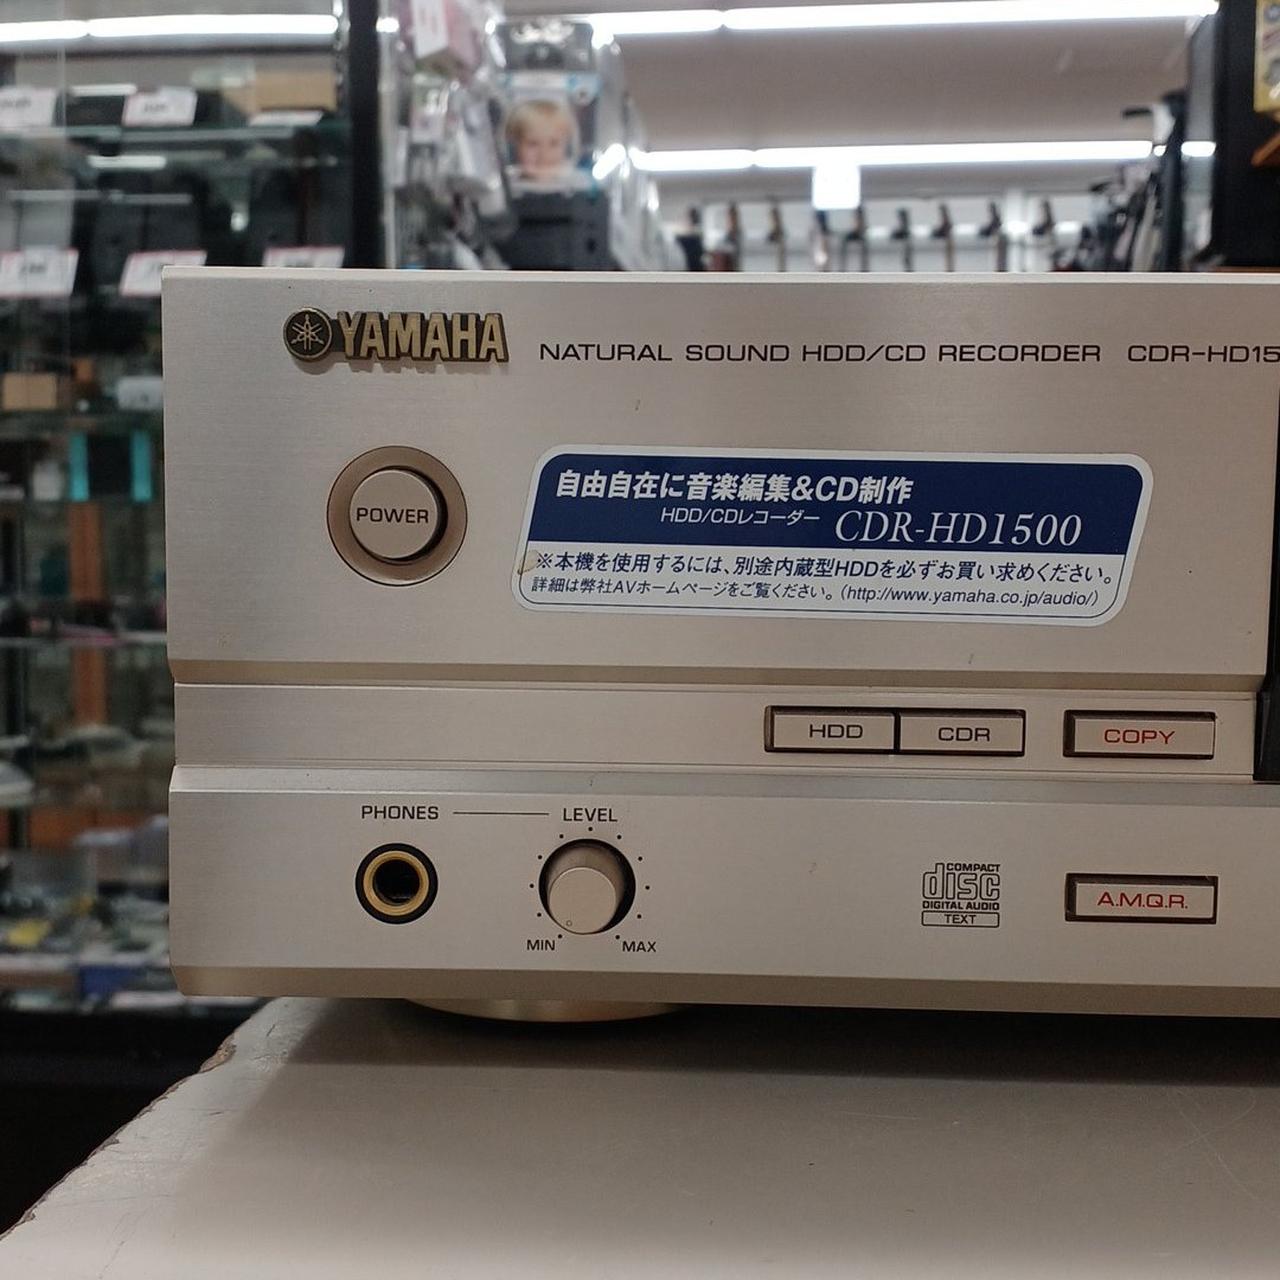 YAMAHA NATURAL SOUND HDD/CD RECORDER CDR-HD15
POWER
自由自在に音楽編集&CD制作
HDD/CDレコーダー CDR-HD1500
※本機を使用するには、別途内蔵型HDDを必ずお買い求めください。
詳細は弊社AVホームページをご覧ください。(http://www.yamaha.co.jp/audio/)
HDD CDR COPY
PHONES LEVEL
MIN MAX
COMPACT
disc
DIGITAL AUDIO
TEXT
A.M.Q.R.